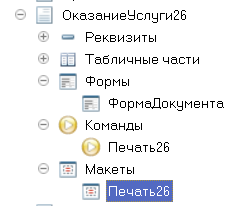 ОказаниеУслуги26
Реквизиты
Табличные части
Формы
ФормаДокумента
Команды
Печать26
Макеты
Печать26